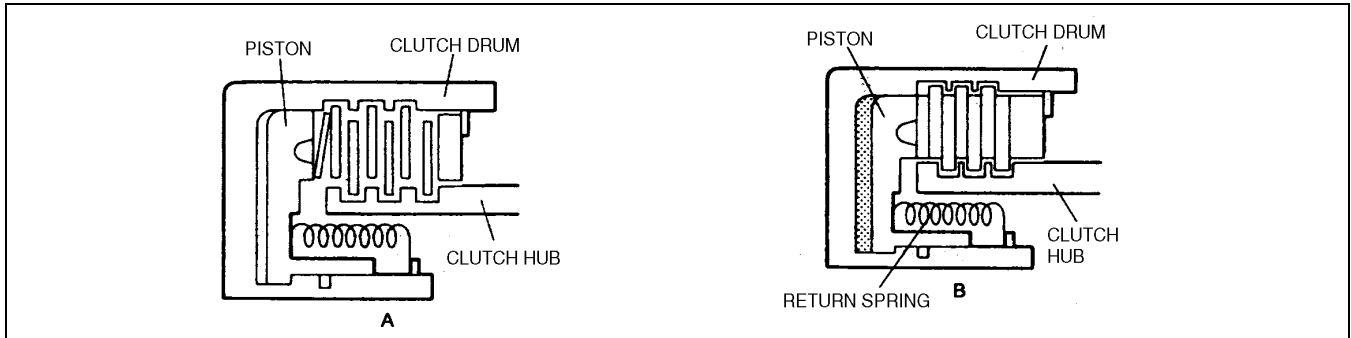 PISTON
CLUTCH DRUM
CLUTCH HUB
A
PISTON
CLUTCH DRUM
CLUTCH
HUB
RETURN SPRING
B